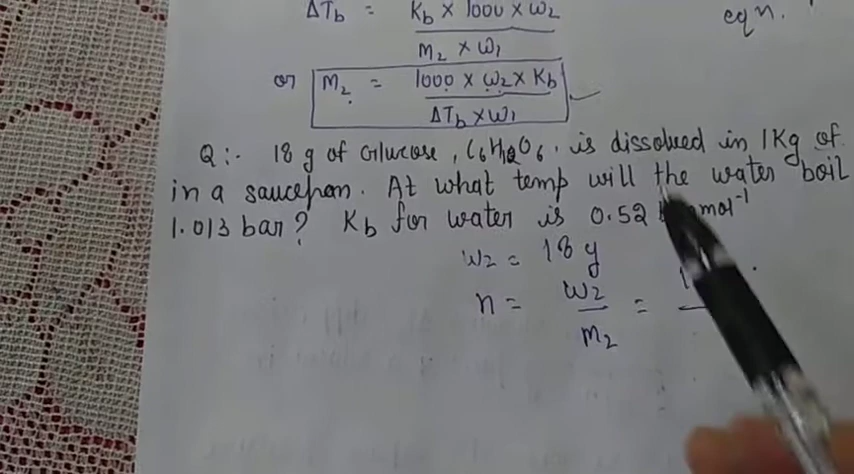 ΔTb = Kb × 1000 × w2
eqn.
M2 × w1
or M2 = 1000 × w2 × Kb
ΔTb × w1
Q:- 18 g of Glucose, C6H12O6, is dissolved in 1Kg of
in a saucepan. At what temp will the water boil
1.013 bar? Kb for water is 0.52 mol-1
w2 = 18 g
n = w2 =
m2